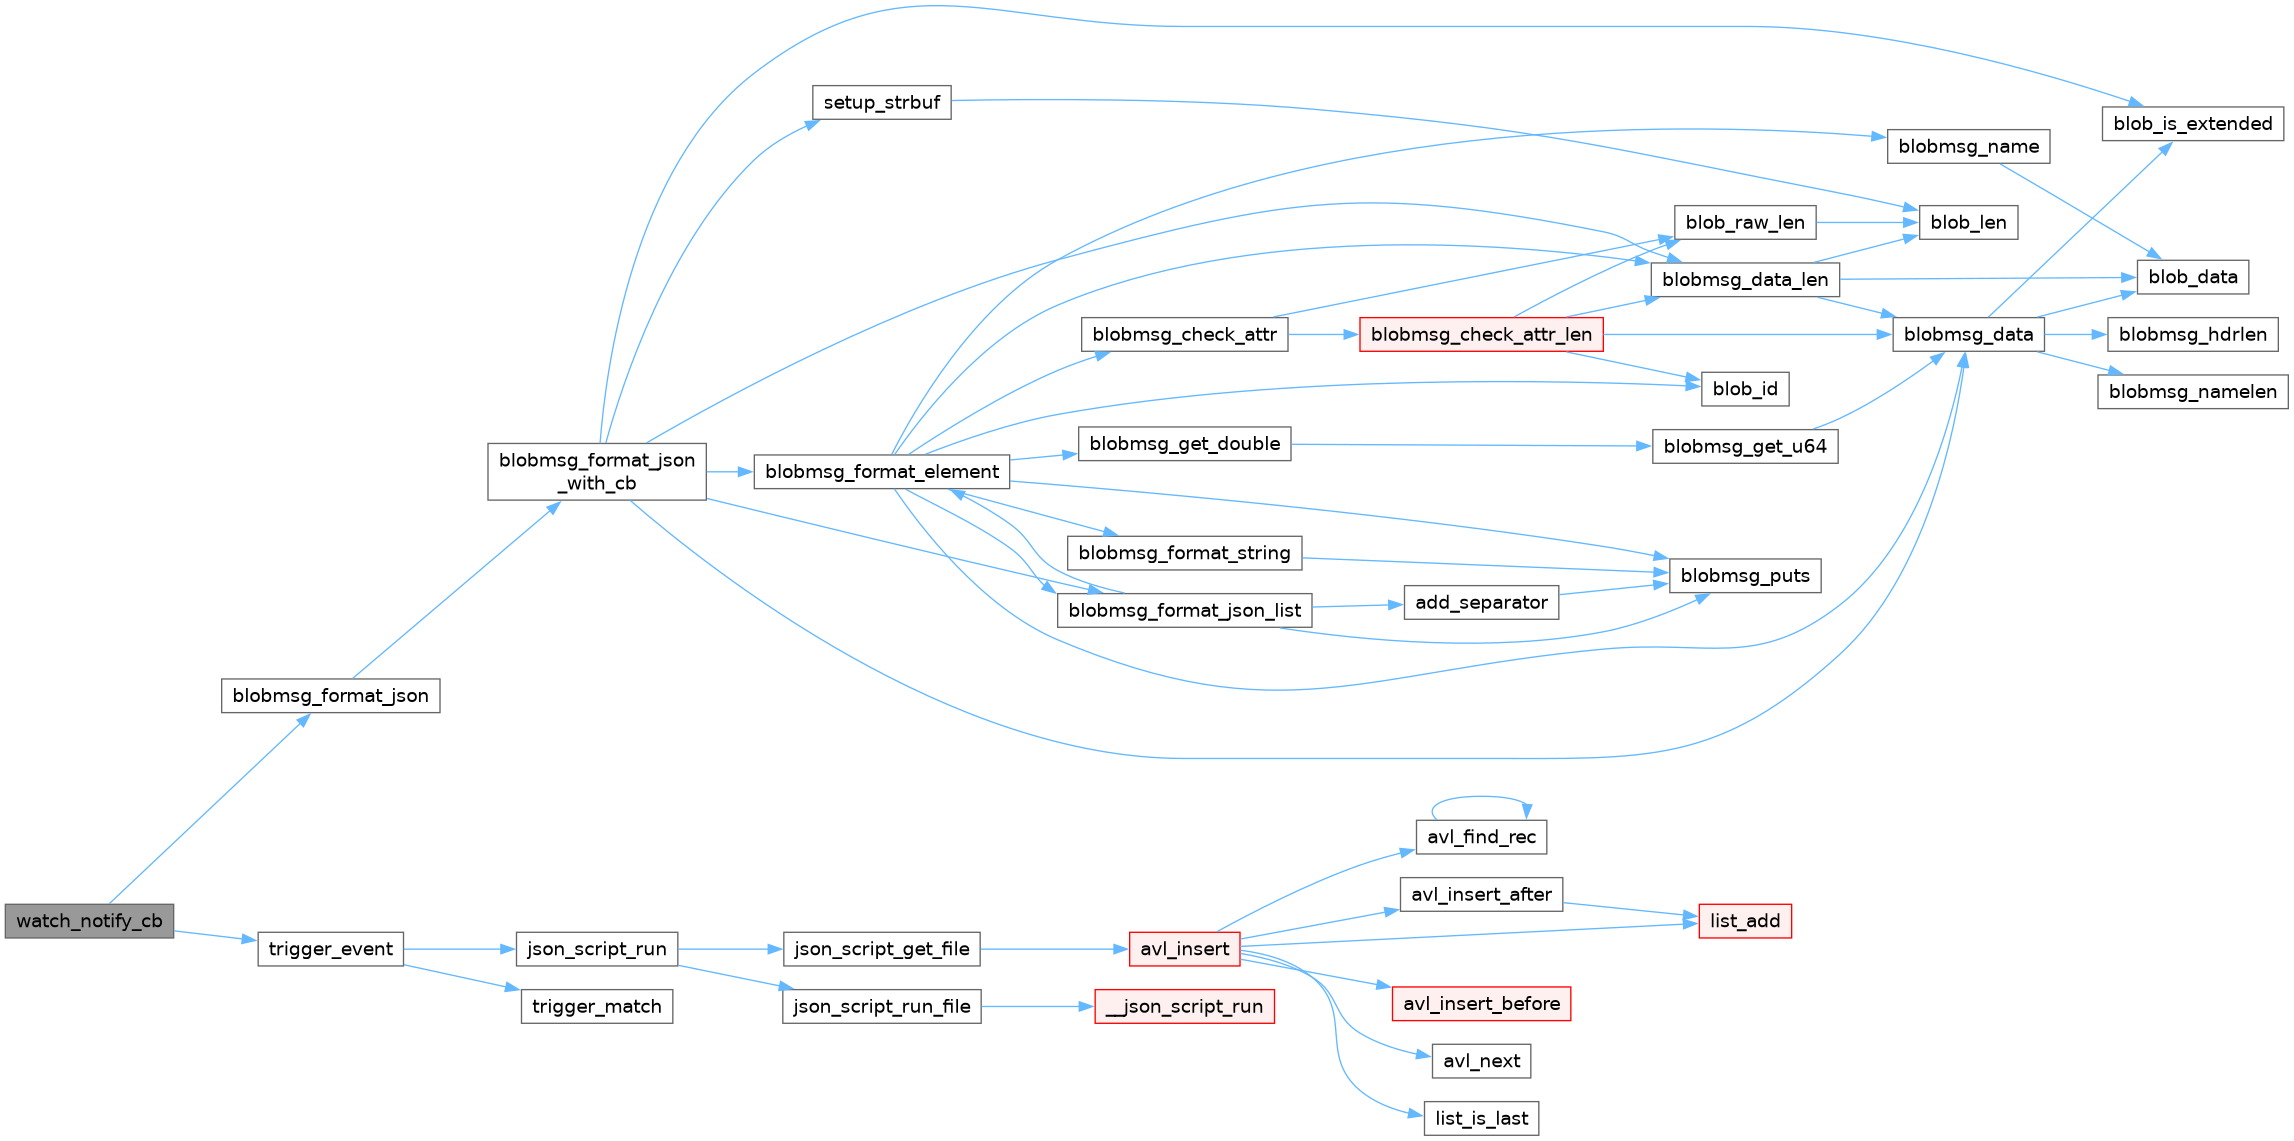 setup_strbuf
blob_is_extended
blobmsg_name
blob_raw_len
blob_len
blobmsg_data_len
blob_data
blobmsg_check_attr
blobmsg_check_attr_len
blobmsg_data
blobmsg_hdrlen
blob_id
blobmsg_namelen
blobmsg_format_json
_with_cb
blobmsg_format_element
blobmsg_get_double
blobmsg_get_u64
blobmsg_format_string
blobmsg_puts
blobmsg_format_json_list
add_separator
blobmsg_format_json
avl_find_rec
watch_notify_cb
avl_insert_after
list_add
trigger_event
json_script_run
json_script_get_file
avl_insert
trigger_match
json_script_run_file
__json_script_run
avl_insert_before
avl_next
list_is_last